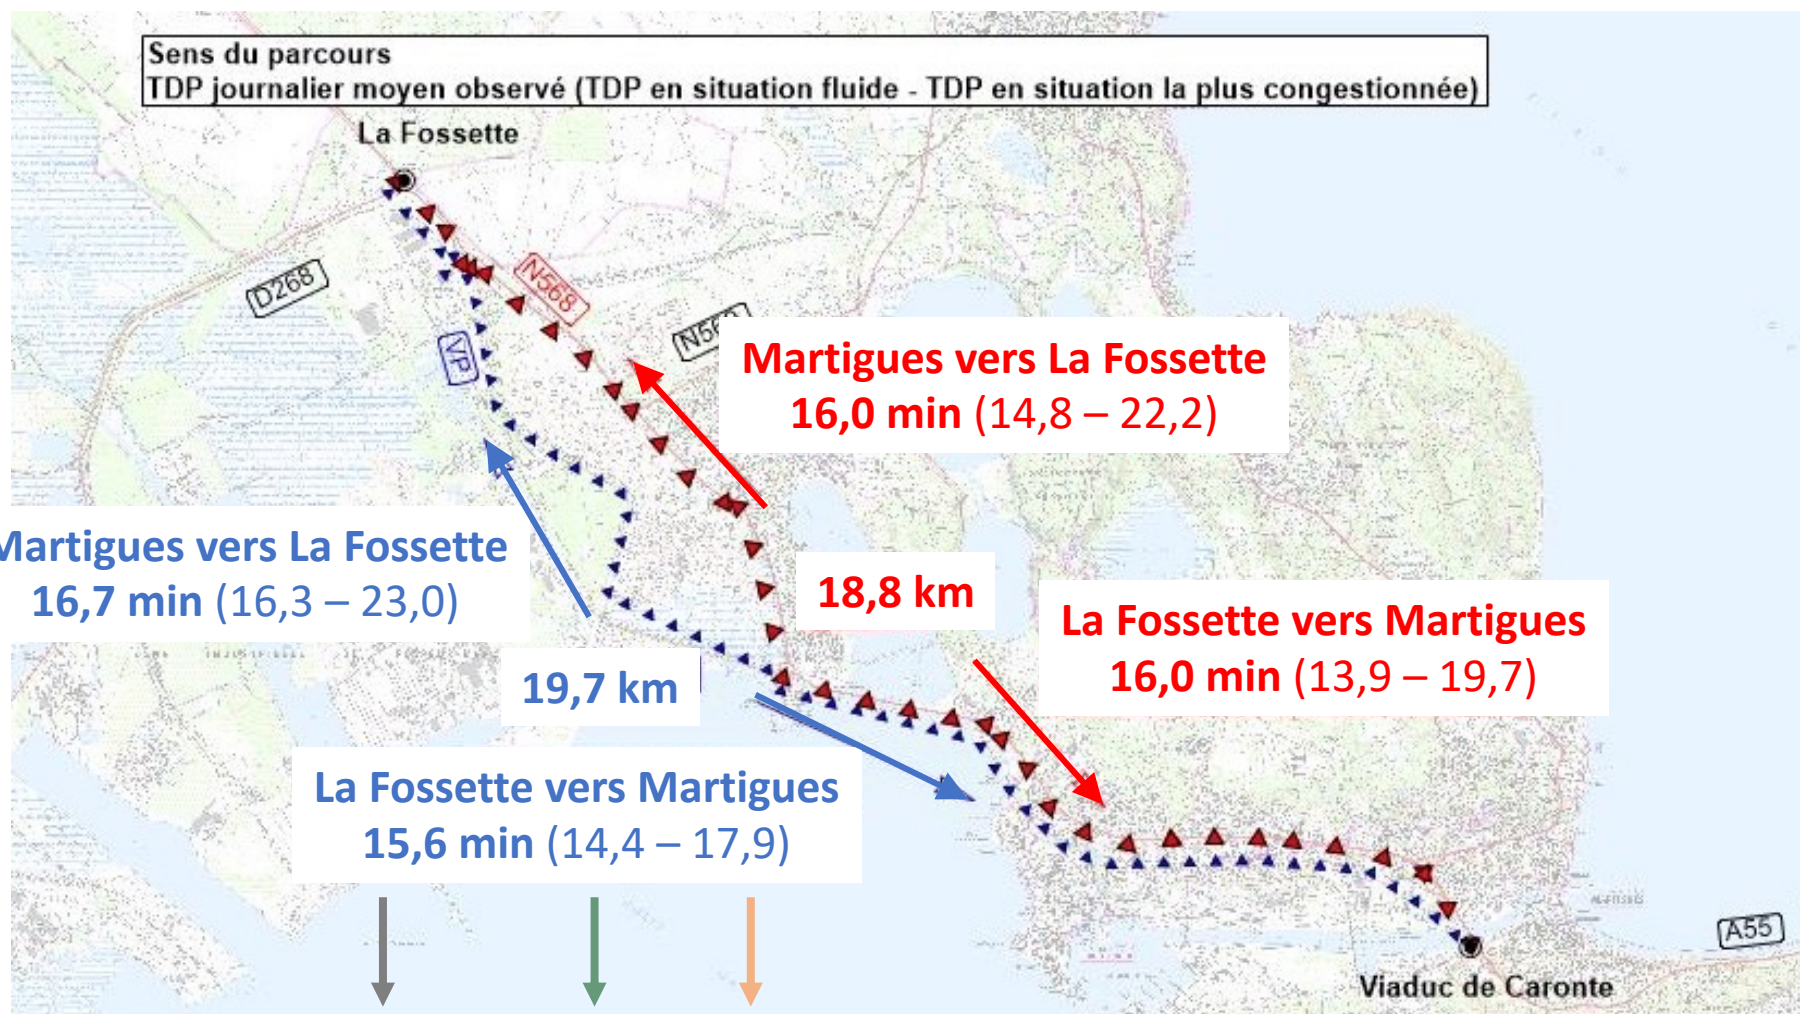 Sens du parcours
TDP journalier moyen observé (TDP en situation fluide - TDP en situation la plus congestionnée)
La Fossette
D268
N568
VP
Martigues vers La Fossette
16,0 min (14,8 – 22,2)
Martigues vers La Fossette
16,7 min (16,3 – 23,0)
18,8 km
La Fossette vers Martigues
16,0 min (13,9 – 19,7)
19,7 km
La Fossette vers Martigues
15,6 min (14,4 – 17,9)
A55
Viaduc de Caronte